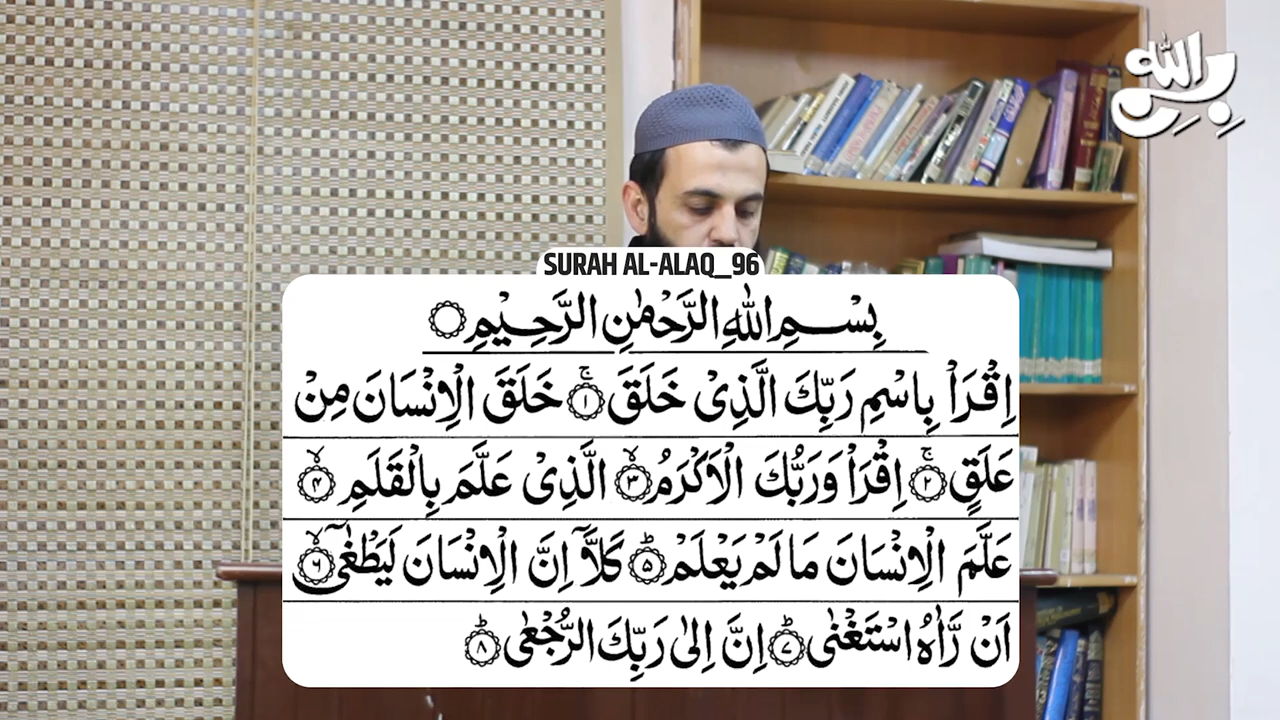 بِسْمِ اللّٰهِ
SURAH AL-ALAQ_96
بِسْمِ اللّٰهِ الرَّحْمٰنِ الرَّحِيْمِ ۝
اِقْرَاْ بِاسْمِ رَبِّكَ الَّذِيْ خَلَقَ ۚ‏﴿۱﴾ خَلَقَ الْاِنْسَانَ مِنْ
عَلَقٍ ۚ‏﴿۲﴾ اِقْرَاْ وَرَبُّكَ الْاَكْرَمُ ۙ‏﴿۳﴾ الَّذِيْ عَلَّمَ بِالْقَلَمِ ۙ‏﴿۴﴾
عَلَّمَ الْاِنْسَانَ مَا لَمْ يَعْلَمْ ؕ‏﴿۵﴾ كَلَّاۤ اِنَّ الْاِنْسَانَ لَيَطْغٰۤى ۙ‏﴿۶﴾
اَنْ رَّاٰهُ اسْتَغْنٰى ؕ‏﴿۷﴾ اِنَّ اِلٰى رَبِّكَ الرُّجْعٰى ؕ‏﴿۸﴾